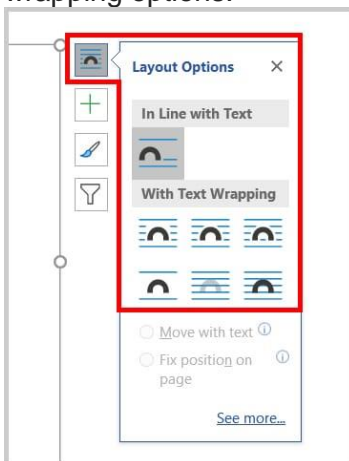 wrapping options.
Layout Options
In Line with Text
With Text Wrapping
Move with text
Fix position on
page
See more...